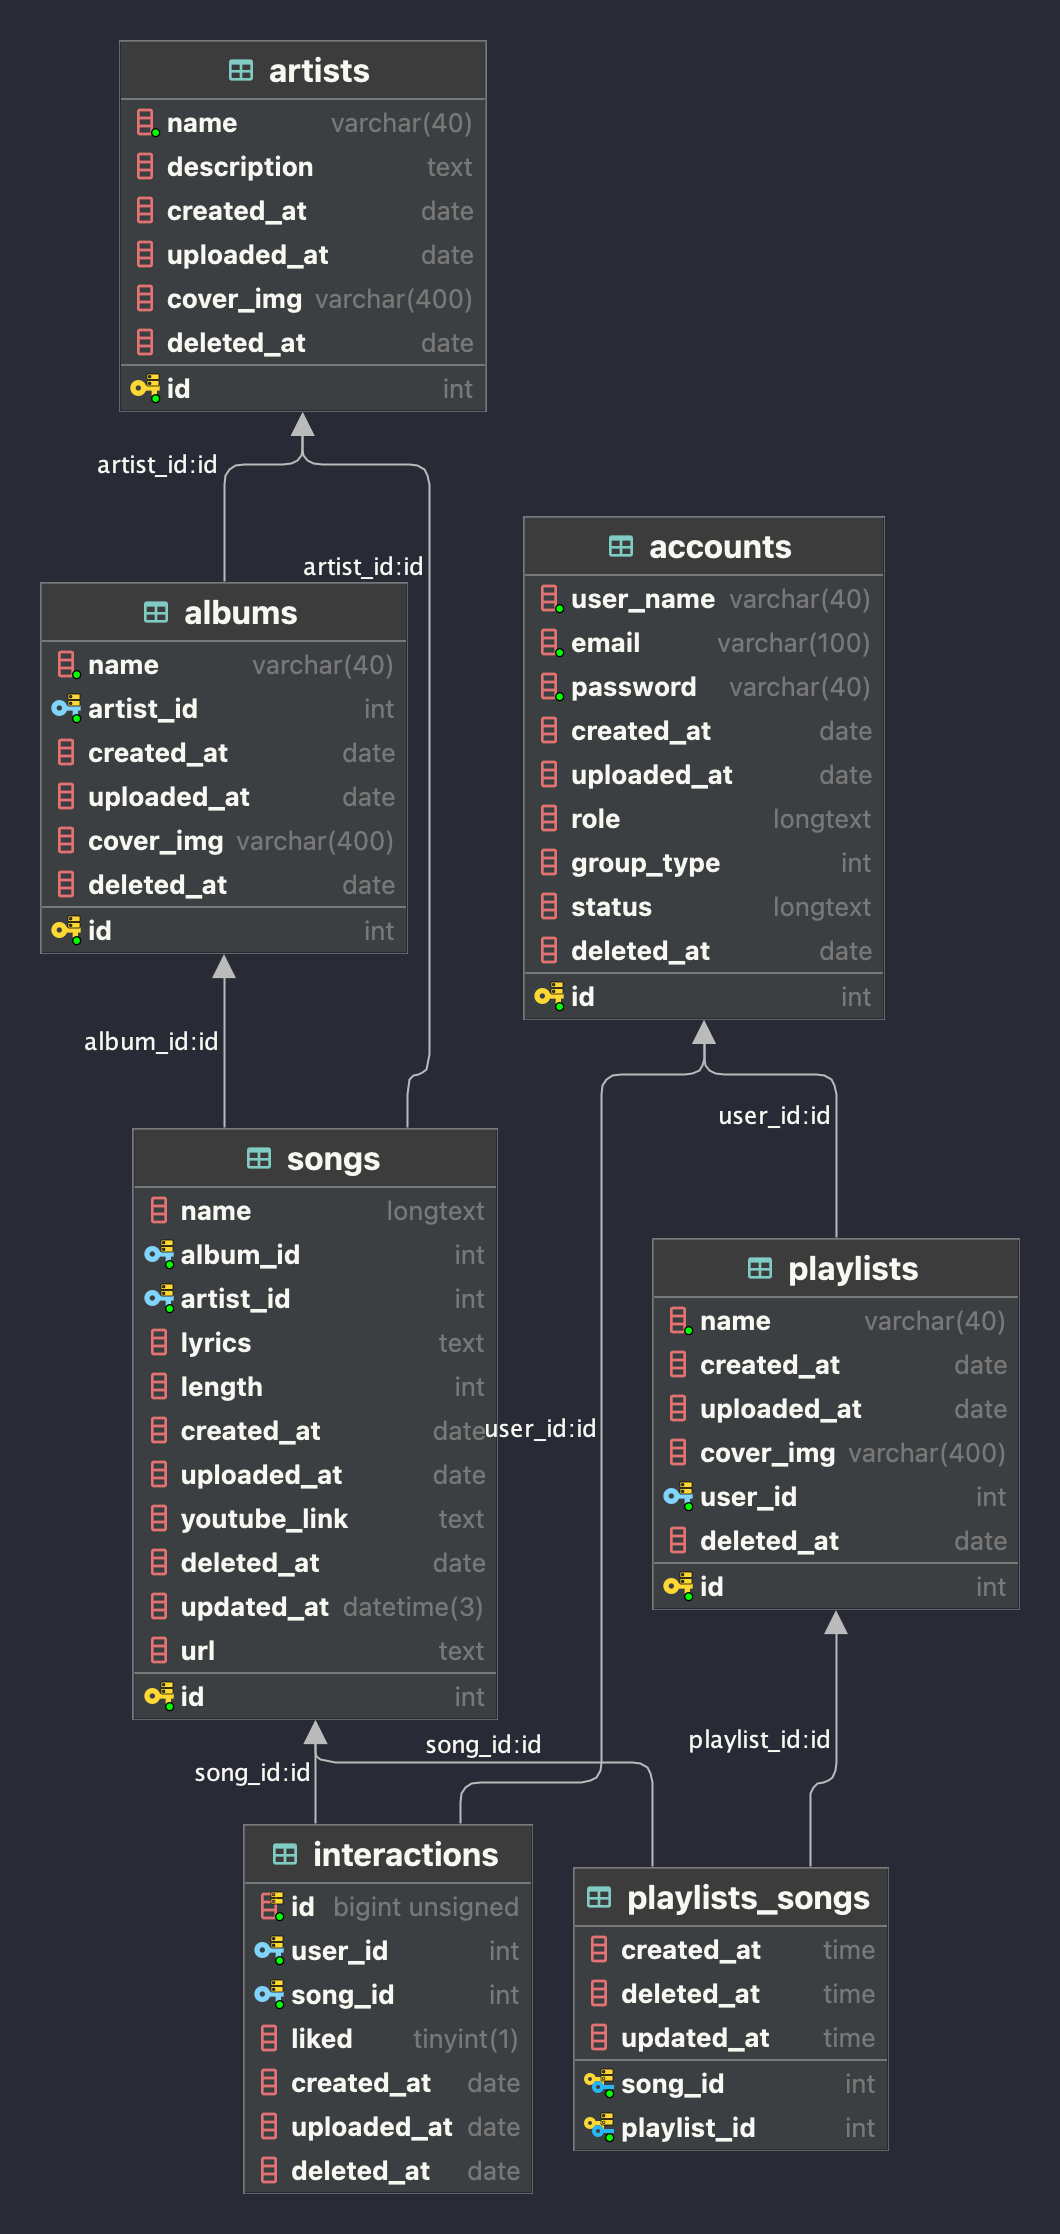 artists
name varchar(40)
description text
created_at date
uploaded_at date
cover_img varchar(400)
deleted_at date
id int
artist_id:id
artist_id:id
albums
name varchar(40)
artist_id int
created_at date
uploaded_at date
cover_img varchar(400)
deleted_at date
id int
accounts
user_name varchar(40)
email varchar(100)
password varchar(40)
created_at date
uploaded_at date
role longtext
group_type int
status longtext
deleted_at date
id int
album_id:id
user_id:id
songs
name longtext
album_id int
artist_id int
lyrics text
length int
created_at date
uploaded_at date
youtube_link text
deleted_at date
updated_at datetime(3)
url text
id int
user_id:id
playlists
name varchar(40)
created_at date
uploaded_at date
cover_img varchar(400)
user_id int
deleted_at date
id int
song_id:id
song_id:id
playlist_id:id
interactions
id bigint unsigned
user_id int
song_id int
liked tinyint(1)
created_at date
uploaded_at date
deleted_at date
playlists_songs
created_at time
deleted_at time
updated_at time
song_id int
playlist_id int